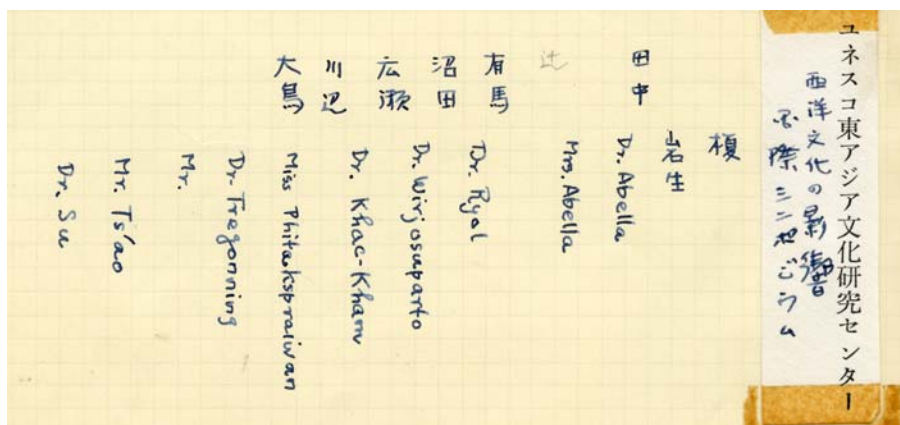 ユネスコ東アジア文化研究センター
西洋文化の影響
国際シンポジウム
榎
岩生
田中
Dr. Abella
辻
Mrs. Abella
有馬
Dr. Ryol
沼田
Dr. Wirjosuparto
広瀬
Dr. Khac-Kham
川辺
大鳥
Miss Phitakspraiwan
Dr. Tregonning
Mr.
Mr. Ts'ao
Dr. Su